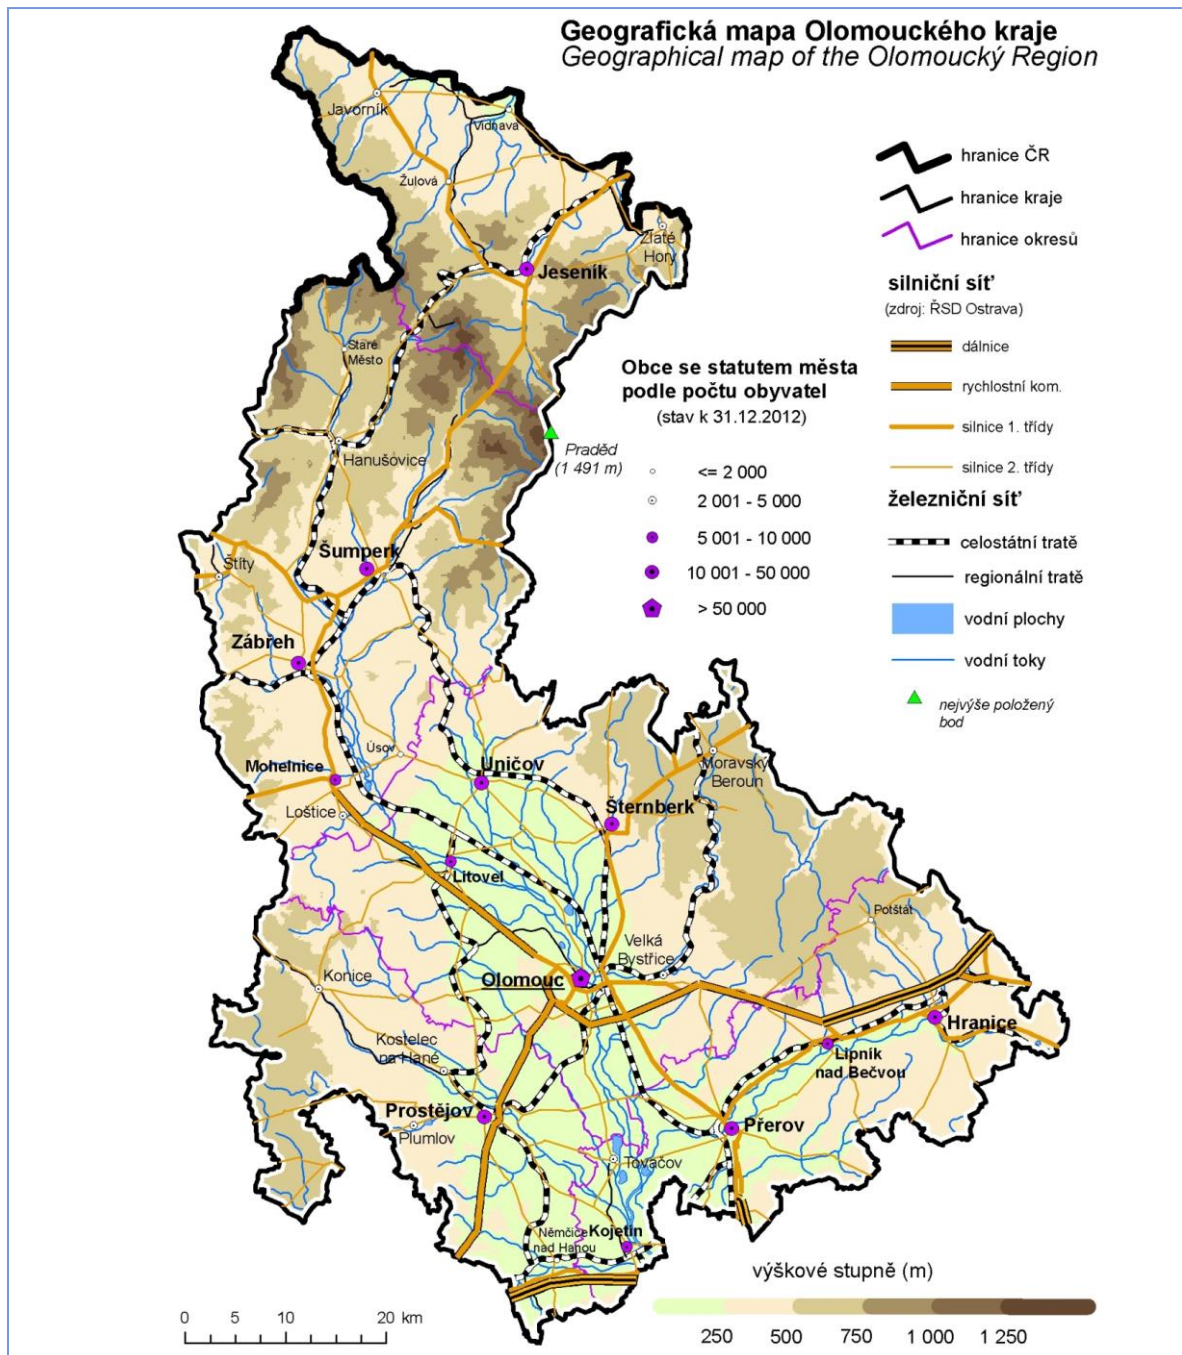 Geografická mapa Olomouckého kraje
Geographical map of the Olomoucký Region
Javorník
Vidnava
Žulová
Zlaté
Hory
Jeseník
Staré
Město
Hanušovice
Praděd
(1 491 m)
Štíty
Šumperk
Zábřeh
Úsov
Mohelnice
Loštice
Uničov
Šternberk
Moravský
Beroun
Litovel
Potštát
Velká
Bystřice
Konice
Olomouc
Hranice
Kostelec
na Hané
Lipník
nad Bečvou
Prostějov
Plumlov
Přerov
Tovačov
Němčice
nad Hanou
Kojetín
hranice ČR
hranice kraje
hranice okresů
silniční síť
(zdroj: ŘSD Ostrava)
dálnice
rychlostní kom.
silnice 1. třídy
silnice 2. třídy
železniční síť
celostátní tratě
regionální tratě
vodní plochy
vodní toky
nejvýše položený
bod
Obce se statutem města
podle počtu obyvatel
(stav k 31.12.2012)
<= 2 000
2 001 - 5 000
5 001 - 10 000
10 001 - 50 000
> 50 000
výškové stupně (m)
250 500 750 1 000 1 250
0 5 10 20 km